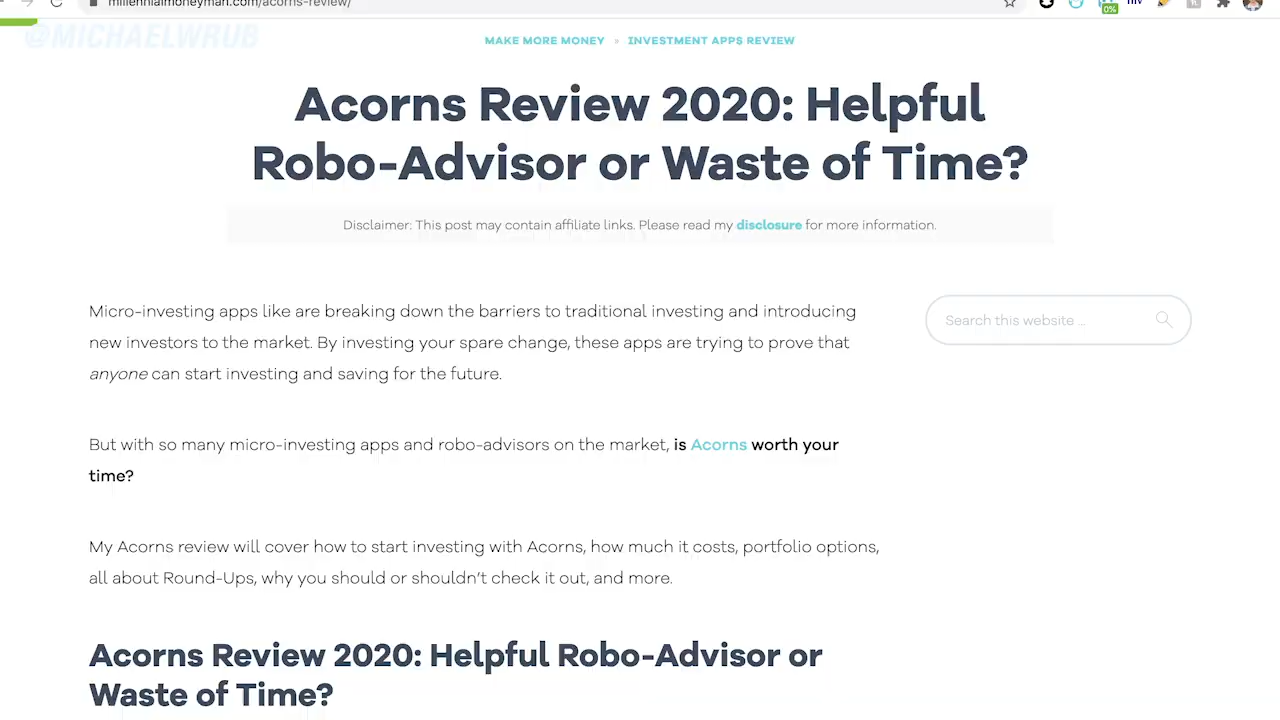 millennialmoneyman.com/acorns-review/
0%
@MICHAELWRUB
MAKE MORE MONEY » INVESTMENT APPS REVIEW
Acorns Review 2020: Helpful
Robo-Advisor or Waste of Time?
Disclaimer: This post may contain affiliate links. Please read my disclosure for more information.
Micro-investing apps like are breaking down the barriers to traditional investing and introducing
new investors to the market. By investing your spare change, these apps are trying to prove that
anyone can start investing and saving for the future.
Search this website ...
But with so many micro-investing apps and robo-advisors on the market, is Acorns worth your
time?
My Acorns review will cover how to start investing with Acorns, how much it costs, portfolio options,
all about Round-Ups, why you should or shouldn't check it out, and more.
Acorns Review 2020: Helpful Robo-Advisor or
Waste of Time?